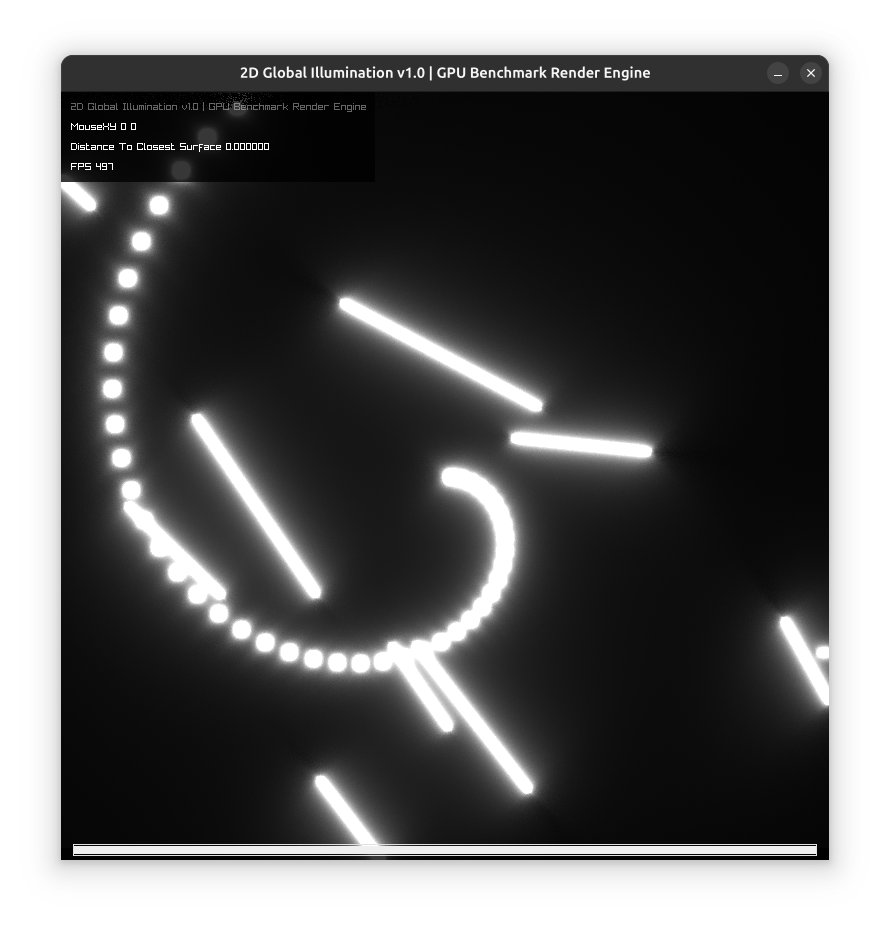 2D Global Illumination v1.0 | GPU Benchmark Render Engine
2D Global Illumination v1.0 | GPU Benchmark Render Engine
MouseXY 0 0
Distance To Closest Surface 0.000000
FPS 497